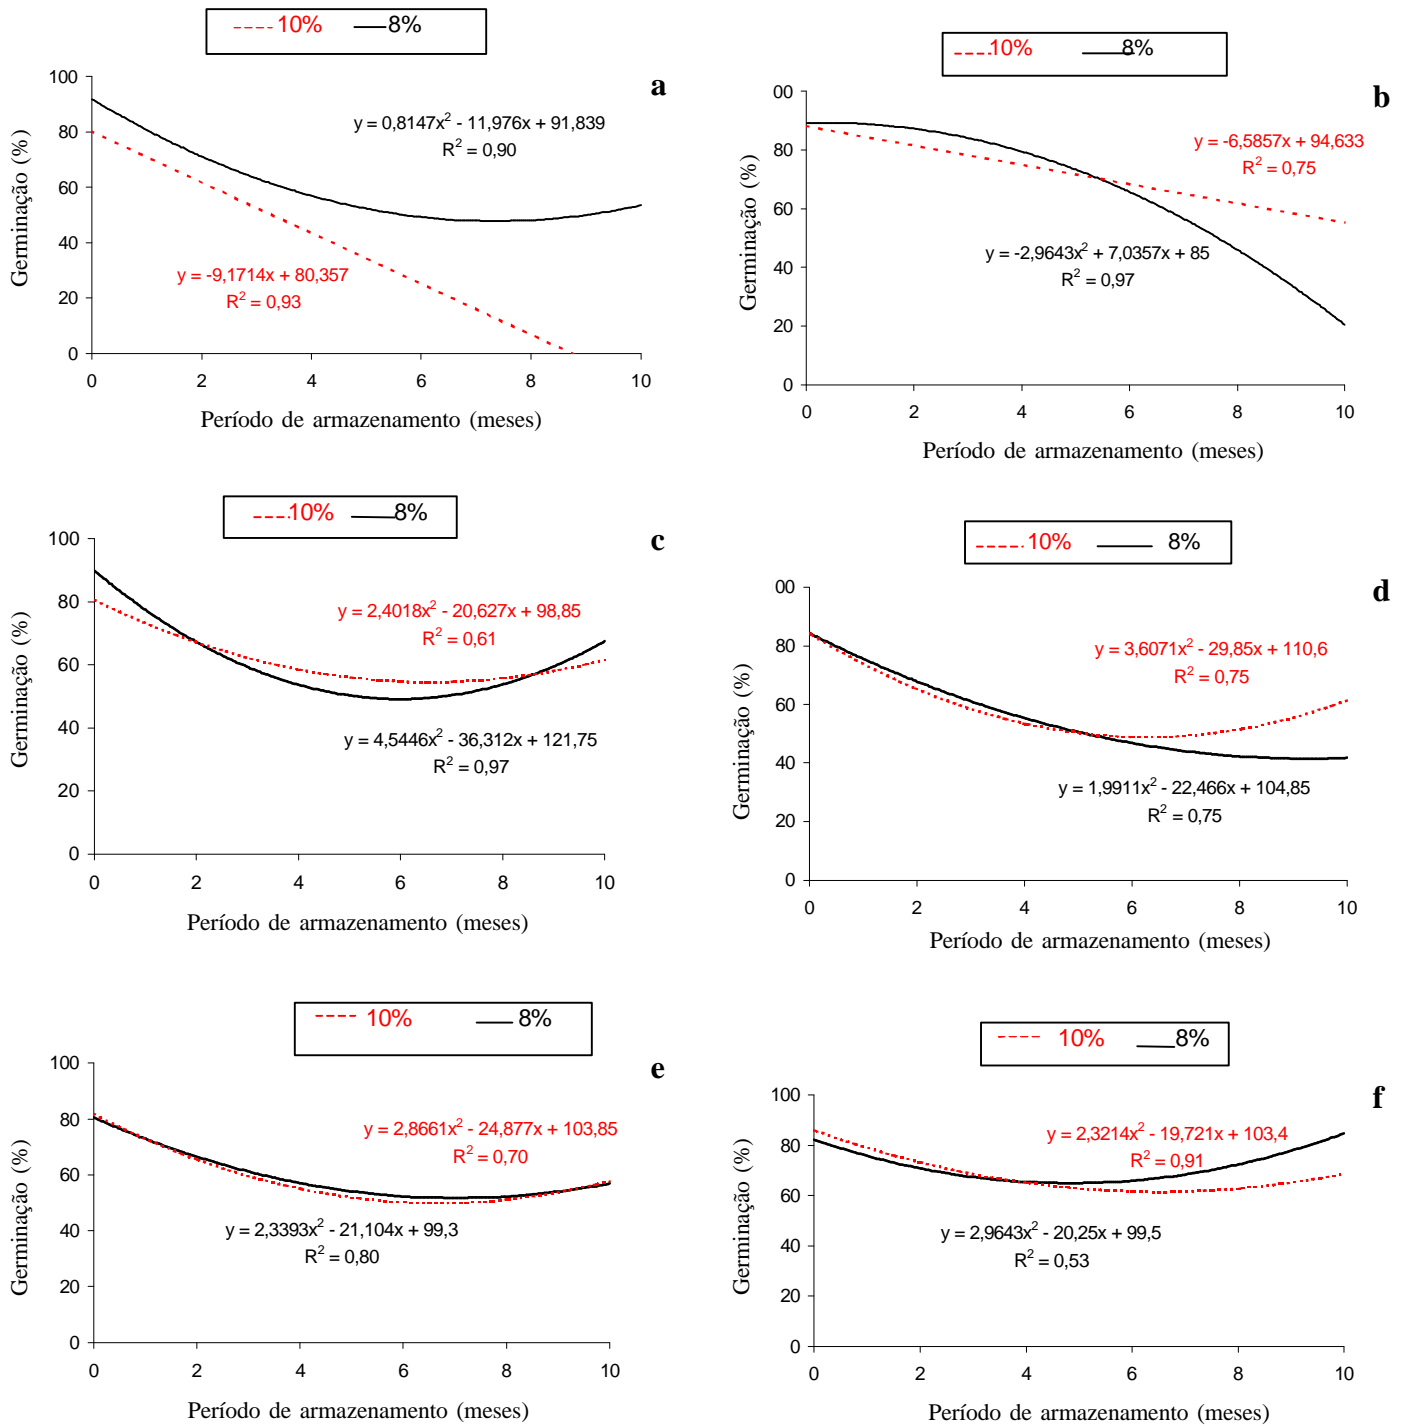 10% 8%
a
100
80
60
40
20
0
Germinação (%)
y = 0,8147x² - 11,976x + 91,839
R² = 0,90
y = -9,1714x + 80,357
R² = 0,93
0 2 4 6 8 10
Período de armazenamento (meses)
10% 8%
b
00
80
60
40
20
0
Germinação (%)
y = -6,5857x + 94,633
R² = 0,75
y = -2,9643x² + 7,0357x + 85
R² = 0,97
0 2 4 6 8 10
Período de armazenamento (meses)
10% 8%
c
100
80
60
40
20
0
Germinação (%)
y = 2,4018x² - 20,627x + 98,85
R² = 0,61
y = 4,5446x² - 36,312x + 121,75
R² = 0,97
0 2 4 6 8 10
Período de armazenamento (meses)
10% 8%
d
00
80
60
40
20
0
Germinação (%)
y = 3,6071x² - 29,85x + 110,6
R² = 0,75
y = 1,9911x² - 22,466x + 104,85
R² = 0,75
0 2 4 6 8 10
Período de armazenamento (meses)
10% 8%
e
100
80
60
40
20
0
Germinação (%)
y = 2,8661x² - 24,877x + 103,85
R² = 0,70
y = 2,3393x² - 21,104x + 99,3
R² = 0,80
0 2 4 6 8 10
Período de armazenamento (meses)
10% 8%
f
100
80
60
40
20
0
Germinação (%)
y = 2,3214x² - 19,721x + 103,4
R² = 0,91
y = 2,9643x² - 20,25x + 99,5
R² = 0,53
0 2 4 6 8 10
Período de armazenamento (meses)